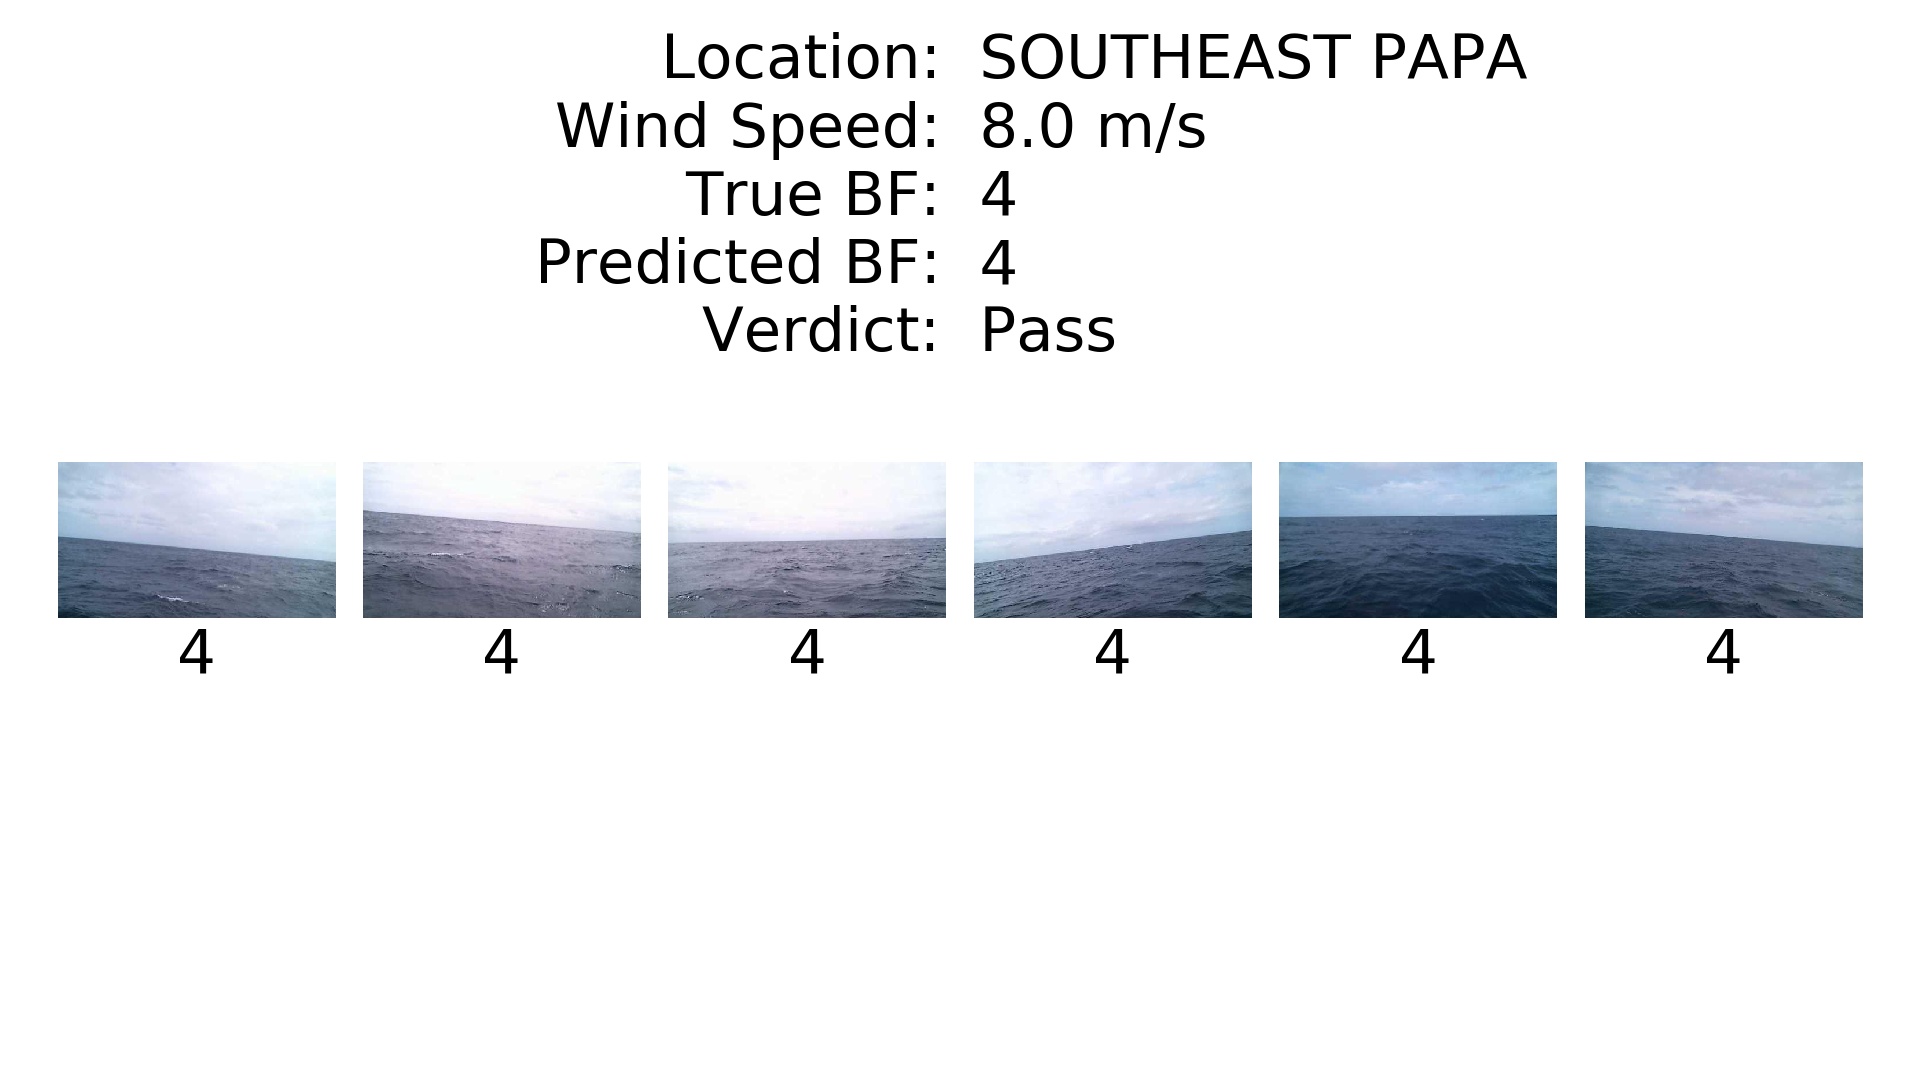 Location: SOUTHEAST PAPA
Wind Speed: 8.0 m/s
True BF: 4
Predicted BF: 4
Verdict: Pass
4 4 4 4 4 4